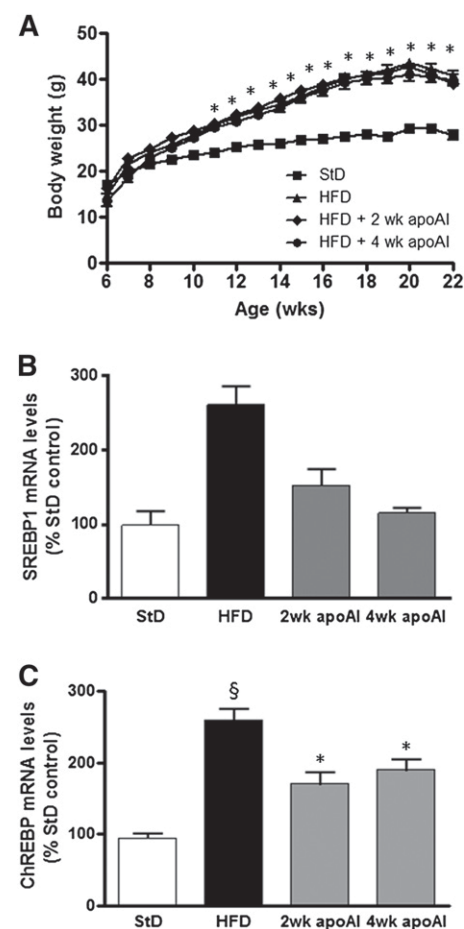 A
Body weight (g)
50
40
30
20
10
0
* * * * * * * * * * * *
StD
HFD
HFD + 2 wk apoAI
HFD + 4 wk apoAI
6 8 10 12 14 16 18 20 22
Age (wks)
B
SREBP1 mRNA levels
(% StD control)
300
200
100
0
StD HFD 2wk apoAI 4wk apoAI
C
ChREBP mRNA levels
(% StD control)
300
200
100
0
§
* *
StD HFD 2wk apoAI 4wk apoAI